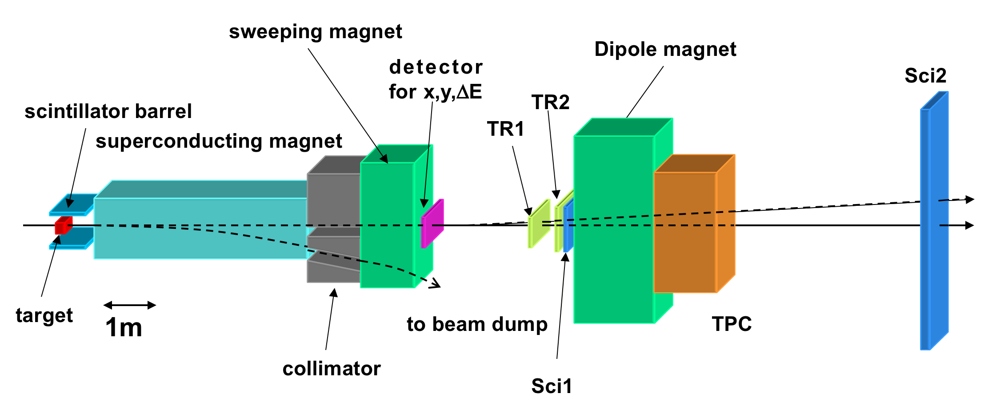 sweeping magnet
Dipole magnet
detector
for x,y,ΔE
Sci2
TR2
scintillator barrel
TR1
superconducting magnet
target
1m
to beam dump
TPC
collimator
Sci1